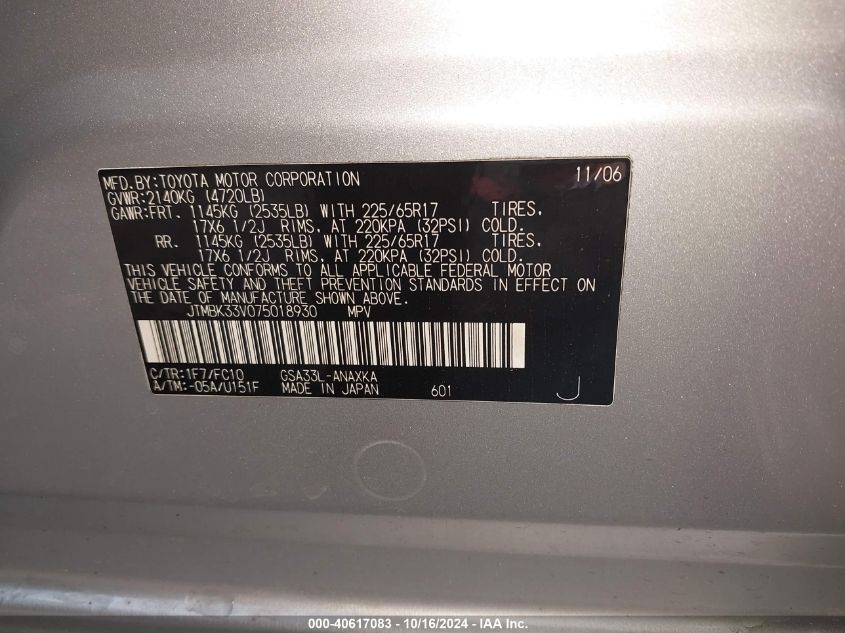 MFD.BY:TOYOTA MOTOR CORPORATION 11/06
GVWR:2140KG (4720LB)
GAWR:FRT. 1145KG (2535LB) WITH 225/65R17 TIRES,
17X6 1/2J RIMS, AT 220KPA (32PSI) COLD.
RR. 1145KG (2535LB) WITH 225/65R17 TIRES,
17X6 1/2J RIMS, AT 220KPA (32PSI) COLD.
THIS VEHICLE CONFORMS TO ALL APPLICABLE FEDERAL MOTOR
VEHICLE SAFETY AND THEFT PREVENTION STANDARDS IN EFFECT ON
THE DATE OF MANUFACTURE SHOWN ABOVE.
JTMBK33V075018930 MPV
C/TR:1F7/FC10 GSA33L-ANAXKA
A/TM:-05A/U151F MADE IN JAPAN 601 J
000-40617083 - 10/16/2024 - IAA Inc.